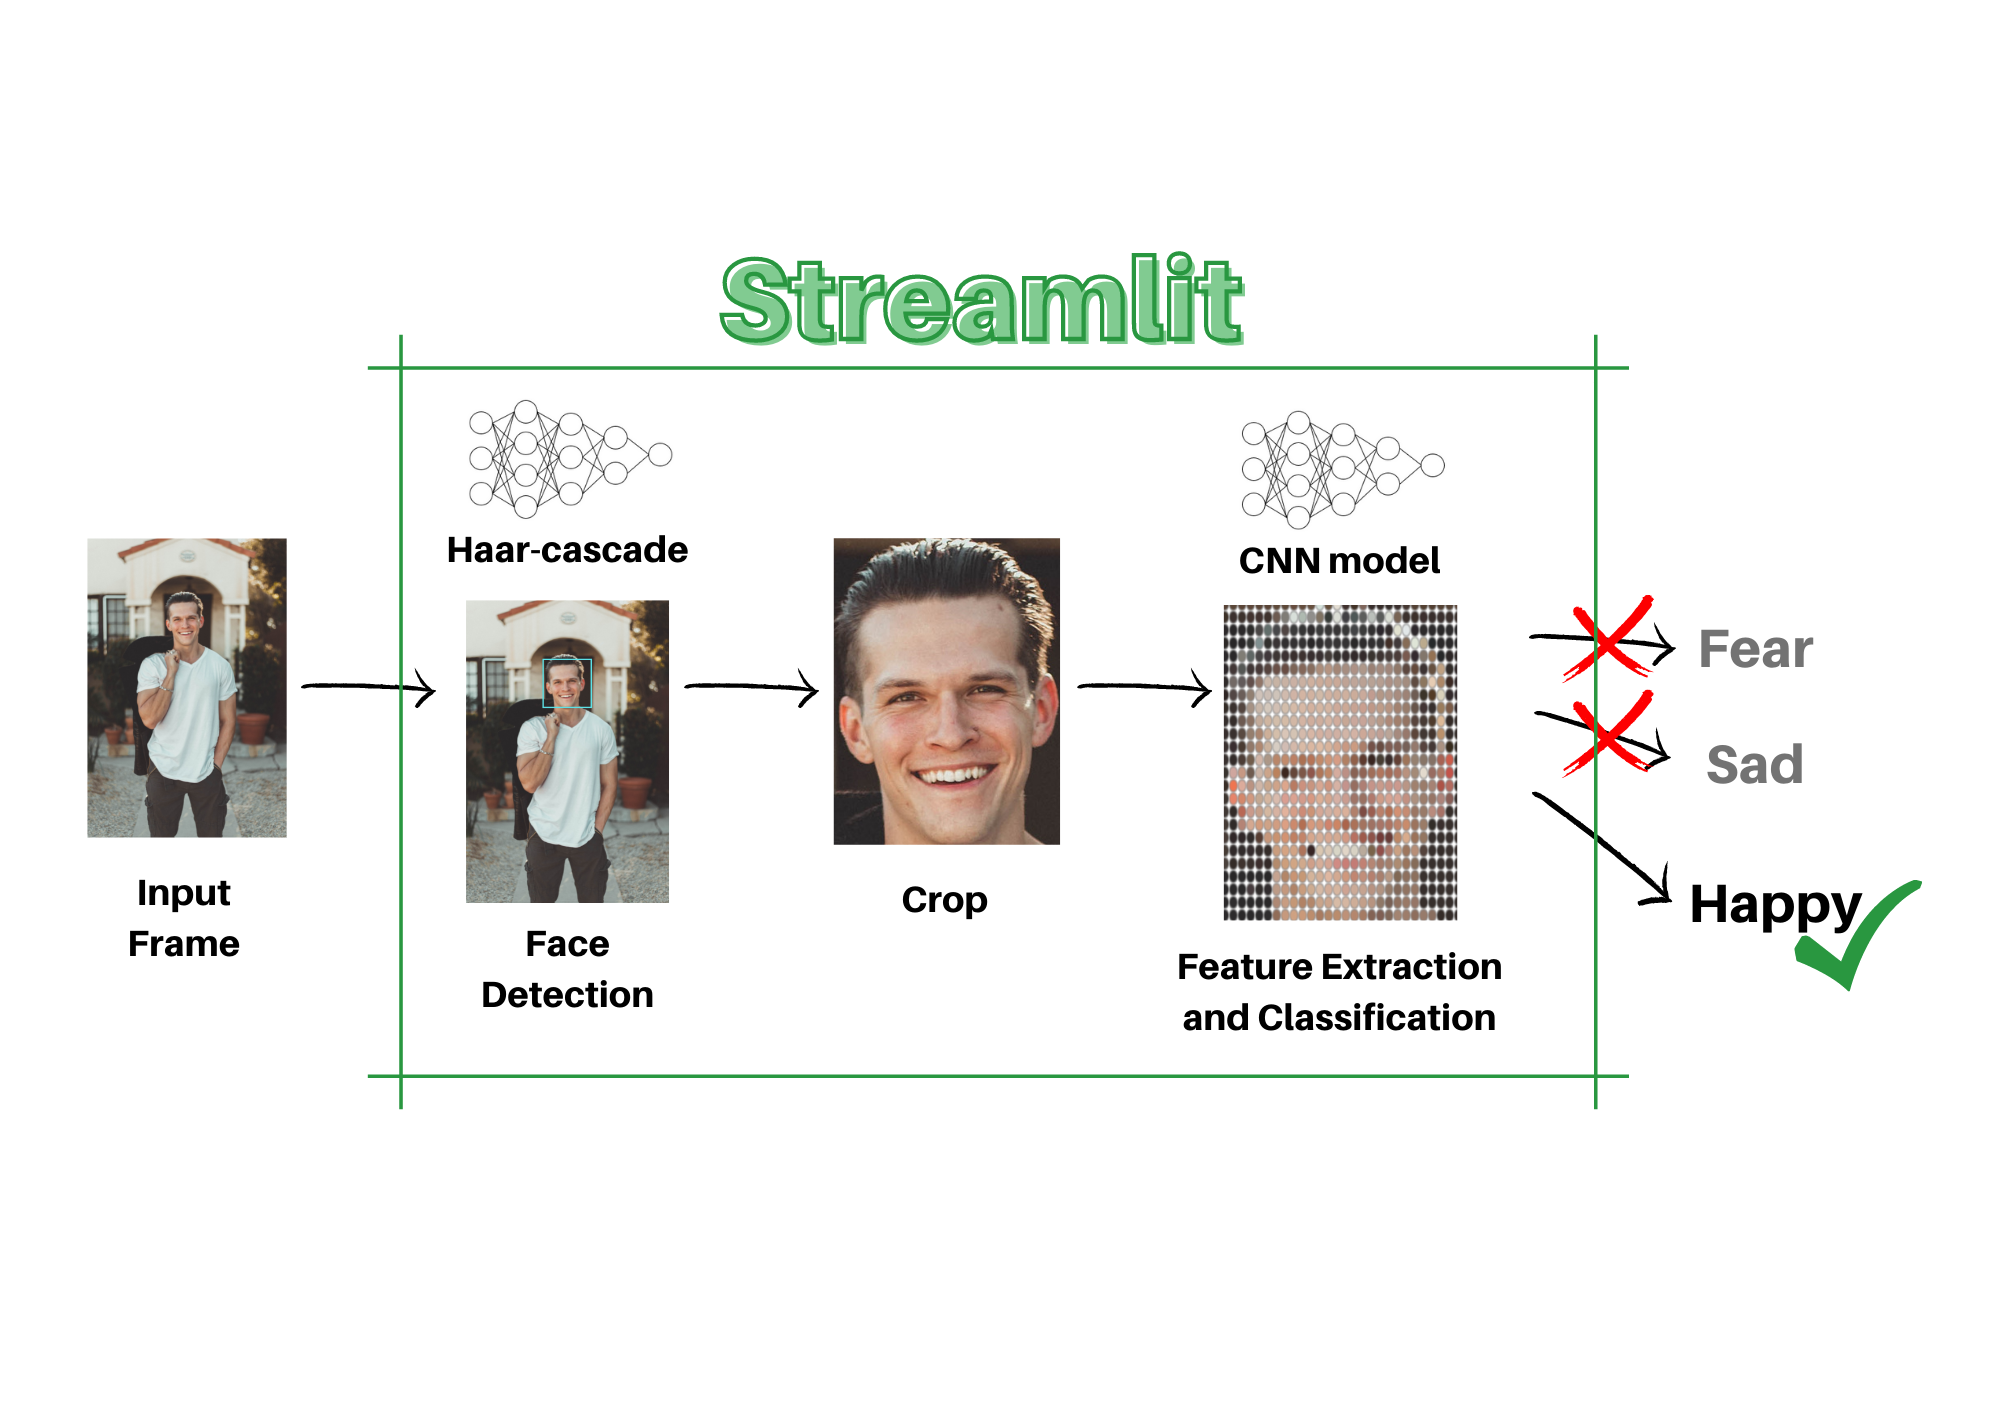 Streamlit
Haar-cascade
CNN model
Input
Frame
Face
Detection
Crop
Feature Extraction
and Classification
Fear
Sad
Happy